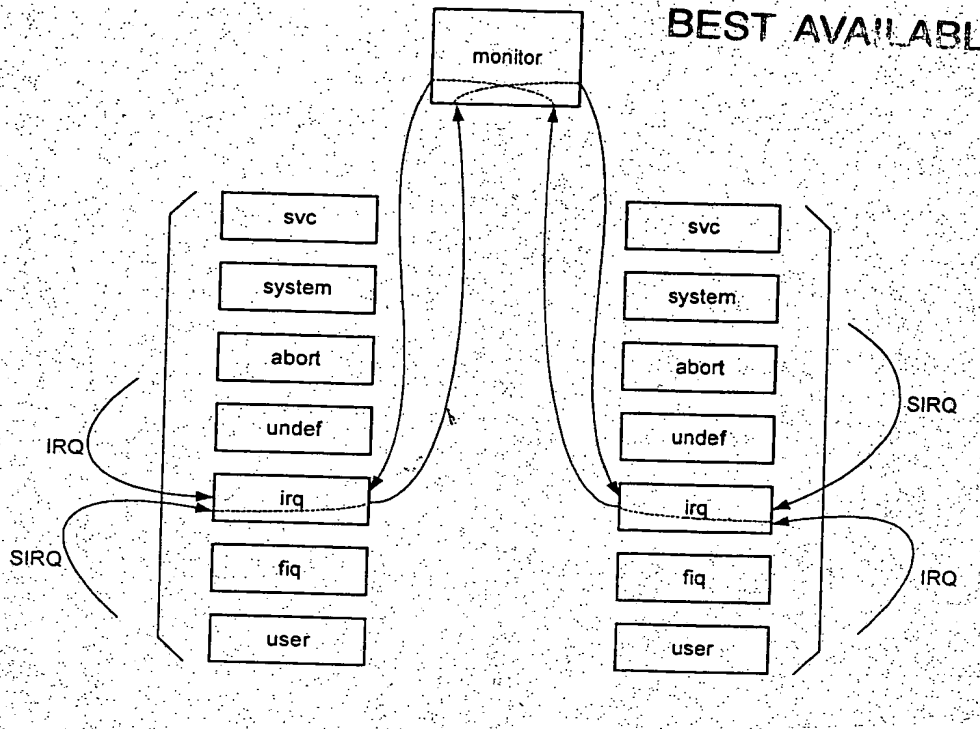 BEST AVAILABL
monitor
svc
system
abort
undef
irq
fiq
user
IRQ
SIRQ
svc
system
abort
undef
irq
fiq
user
SIRQ
IRQ